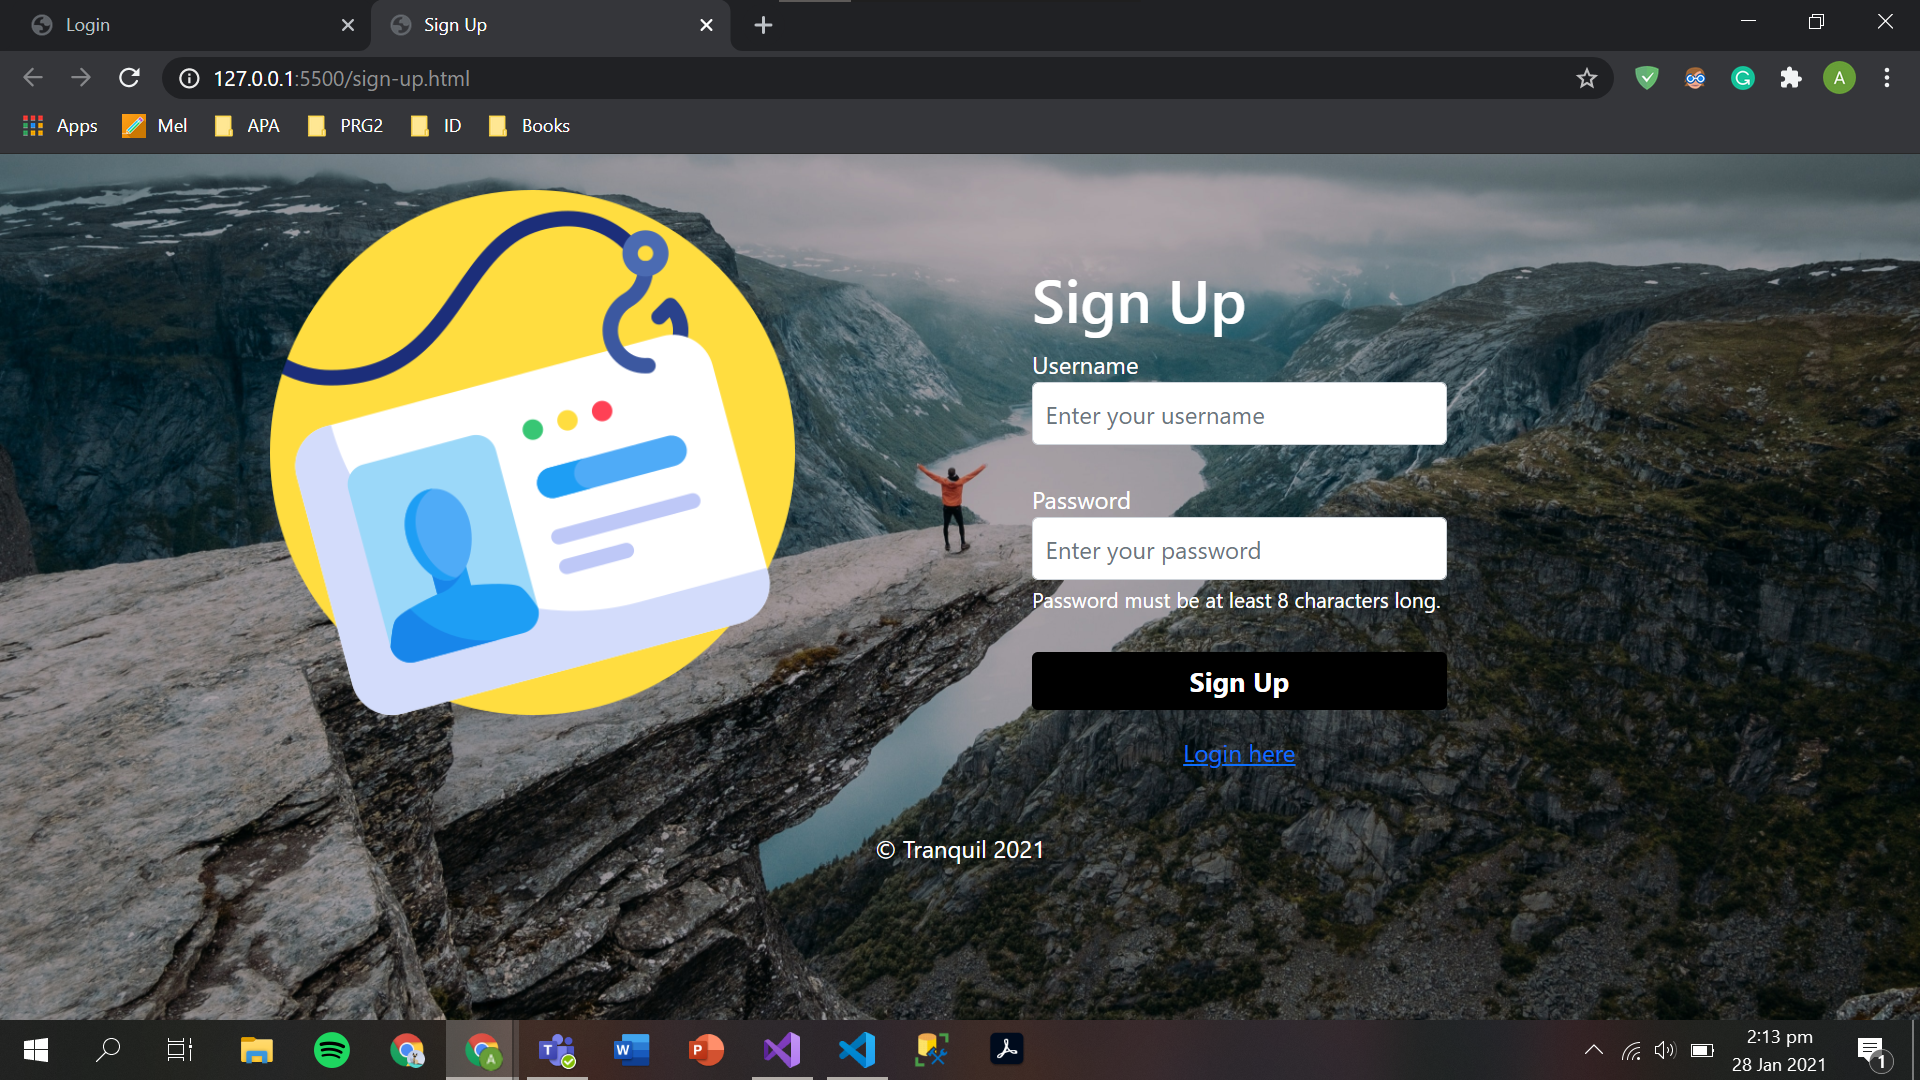 Login
Sign Up
127.0.0.1:5500/sign-up.html
A
Apps
Mel
APA
PRG2
ID
Books
Sign Up
Username
Enter your username
Password
Enter your password
Password must be at least 8 characters long.
Sign Up
Login here
© Tranquil 2021
A
T
W
P
2:13 pm
28 Jan 2021
1